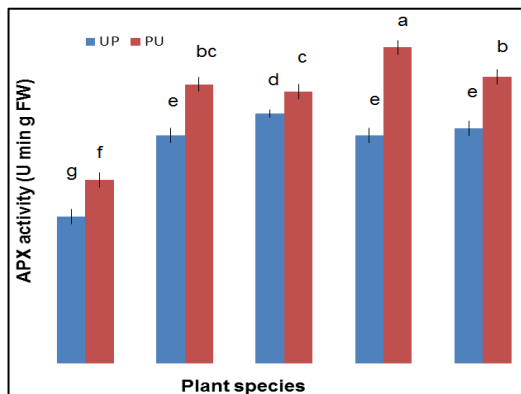 a
UP PU
bc
b
c
d
e
e
e
g
f
APX activity (U min g FW)
Plant species